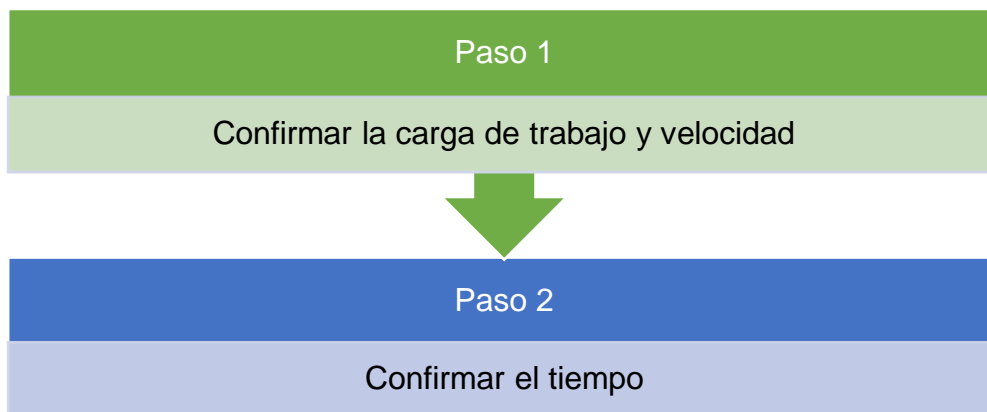 Paso 1
Confirmar la carga de trabajo y velocidad
Paso 2
Confirmar el tiempo